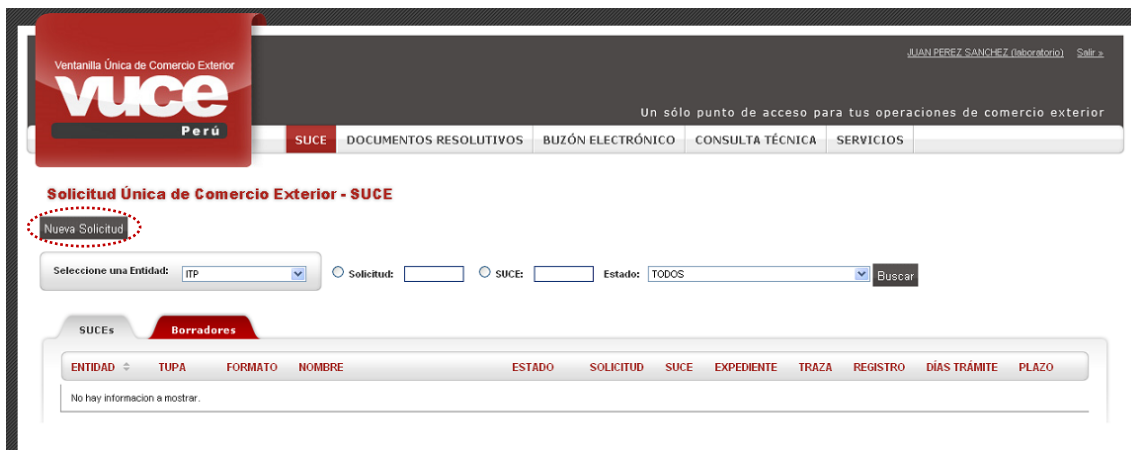 JUAN PEREZ SANCHEZ (laboratorio) Salir »
Ventanilla Única de Comercio Exterior
vuce
Perú
Un sólo punto de acceso para tus operaciones de comercio exterior
SUCE DOCUMENTOS RESOLUTIVOS BUZÓN ELECTRÓNICO CONSULTA TÉCNICA SERVICIOS
Solicitud Única de Comercio Exterior - SUCE
Nueva Solicitud
Seleccione una Entidad: ITP Solicitud: SUCE: Estado: TODOS Buscar
SUCEs Borradores
ENTIDAD TUPA FORMATO NOMBRE ESTADO SOLICITUD SUCE EXPEDIENTE TRAZA REGISTRO DÍAS TRÁMITE PLAZO
No hay informacion a mostrar.